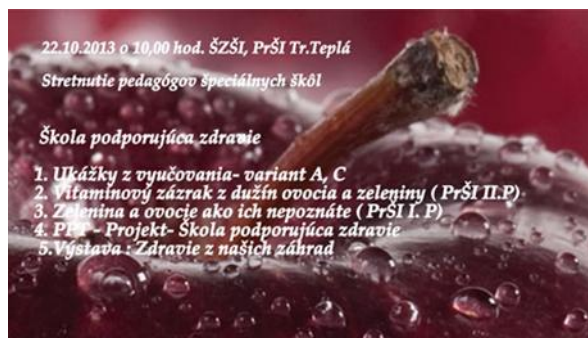 22.10.2013 o 10,00 hod. ŠZŠI, PrŠI Tr.Teplá
Stretnutie pedagógov špeciálnych škôl
Škola podporujúca zdravie
1. Ukážky z vyučovania- variant A, C
2. Vitamínový zázrak z dužín ovocia a zeleniny ( PrŠI II.P)
3. Zelenina a ovocie ako ich nepoznáte ( PrŠI I. P)
4. PPT - Projekt- Škola podporujúca zdravie
5.Výstava : Zdravie z našich záhrad